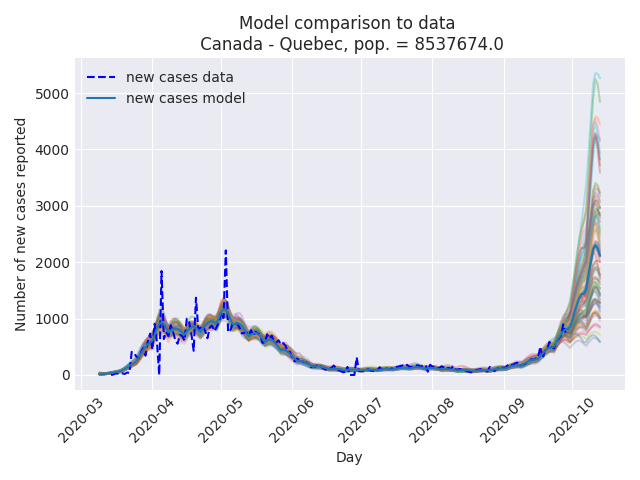 Model comparison to data
Canada - Quebec, pop. = 8537674.0
new cases data
new cases model
Number of new cases reported
5000
4000
3000
2000
1000
0
2020-03
2020-04
2020-05
2020-06
2020-07
2020-08
2020-09
2020-10
Day